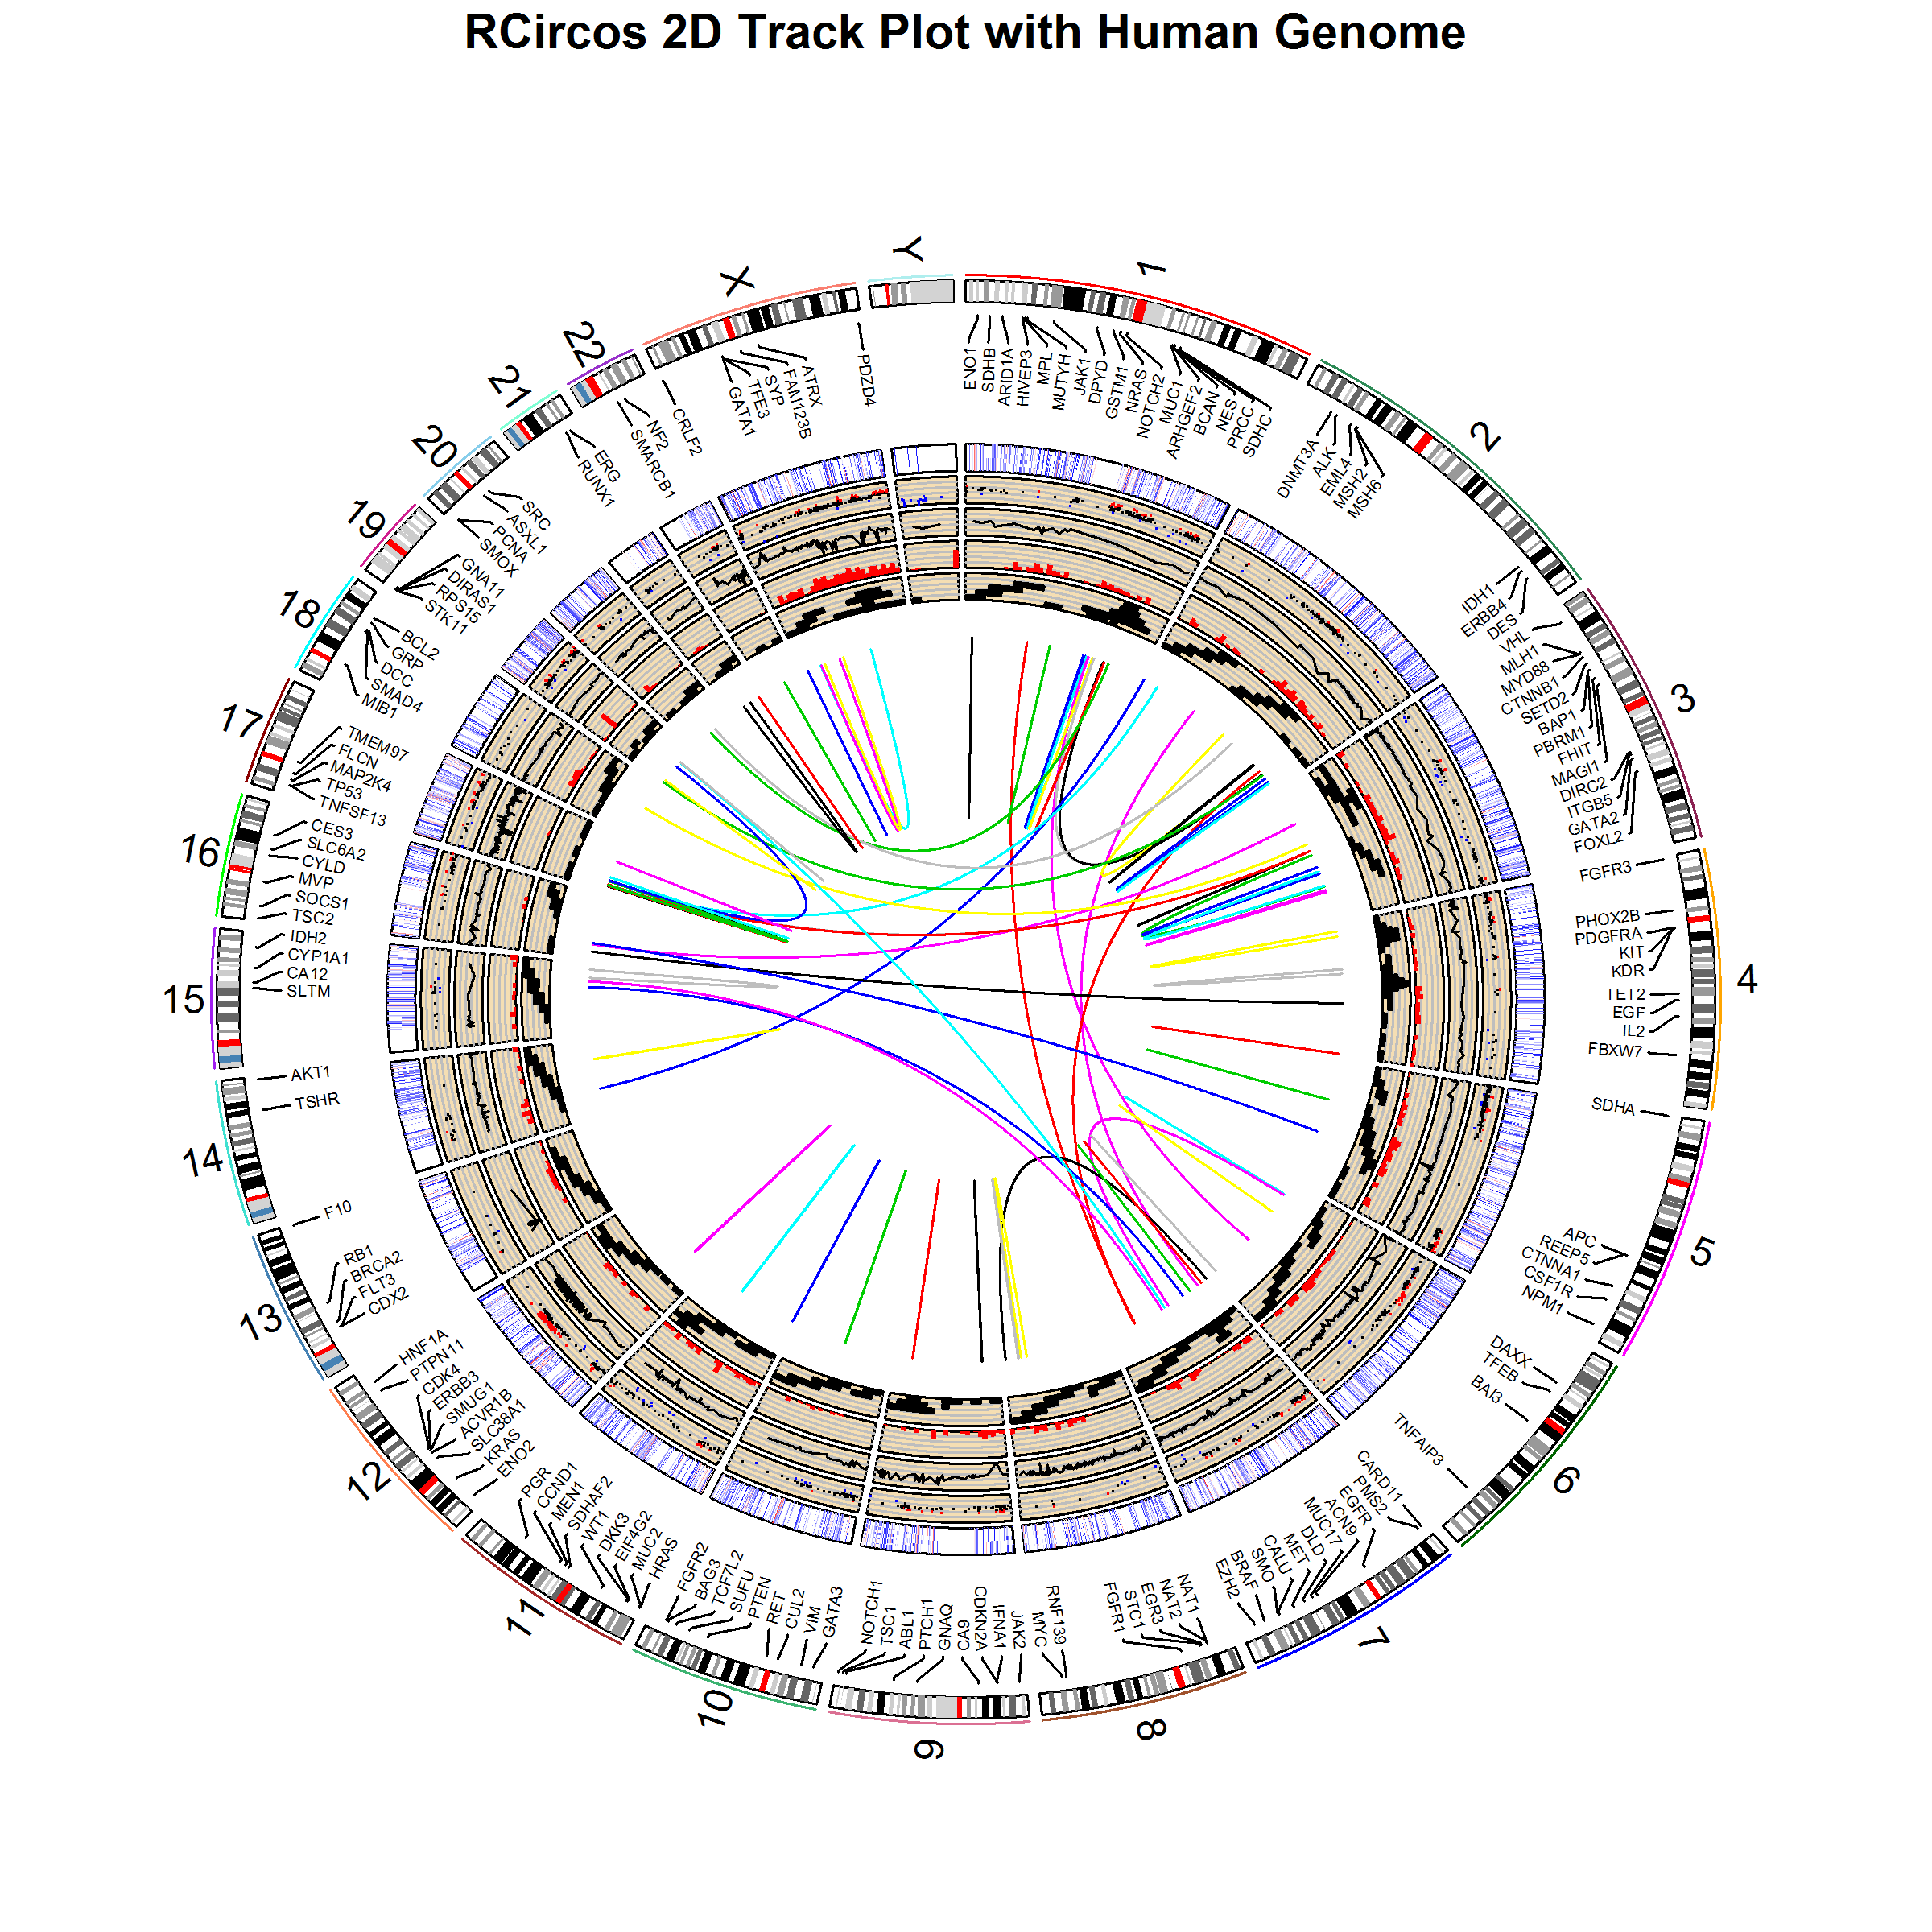 RCircos 2D Track Plot with Human Genome
1
2
3
4
5
6
7
8
9
10
11
12
13
14
15
16
17
18
19
20
21
22
X
Y
ENO1
SDHB
ARID1A
HIVEP3
MPL
MUTYH
JAK1
DPYD
GSTM1
NRAS
NOTCH2
MUC1
ARHGEF2
BCAN
NES
PRCC
SDHC
DNMT3A
ALK
EML4
MSH2
MSH6
IDH1
ERBB4
DES
VHL
MLH1
MYD88
CTNNB1
SETD2
BAP1
PBRM1
FHIT
MAGI1
DIRC2
ITGB5
GATA2
FOXL2
FGFR3
PHOX2B
PDGFRA
KIT
KDR
TET2
EGF
IL2
FBXW7
SDHA
APC
REEP5
CTNNA1
CSF1R
NPM1
DAXX
TFEB
BAI3
TNFAIP3
CARD11
PMS2
EGFR
ACN9
MUC17
DLD
MET
CALU
SMO
BRAF
EZH2
NAT1
NAT2
EGR3
STC1
FGFR1
RNF139
MYC
JAK2
IFNA1
CDKN2A
CA9
GNAQ
PTCH1
ABL1
TSC1
NOTCH1
GATA3
VIM
CUL2
RET
PTEN
SUFU
TCF7L2
BAG3
FGFR2
HRAS
MUC2
EIF4G2
DKK3
WT1
SDHAF2
MEN1
CCND1
PGR
ENO2
KRAS
SLC38A1
ACVR1B
SMUG1
ERBB3
CDK4
PTPN11
HNF1A
CDX2
FLT3
BRCA2
RB1
F10
TSHR
AKT1
SLTM
CA12
CYP1A1
IDH2
TSC2
SOCS1
MVP
CYLD
SLC6A2
CES3
TNFSF13
TP53
MAP2K4
FLCN
TMEM97
MIB1
SMAD4
DCC
GRP
BCL2
STK11
RPS15
DIRAS1
GNA11
SMOX
PCNA
ASXL1
SRC
RUNX1
ERG
SMARCB1
NF2
CRLF2
GATA1
TFE3
SYP
FAM123B
ATRX
PDZD4